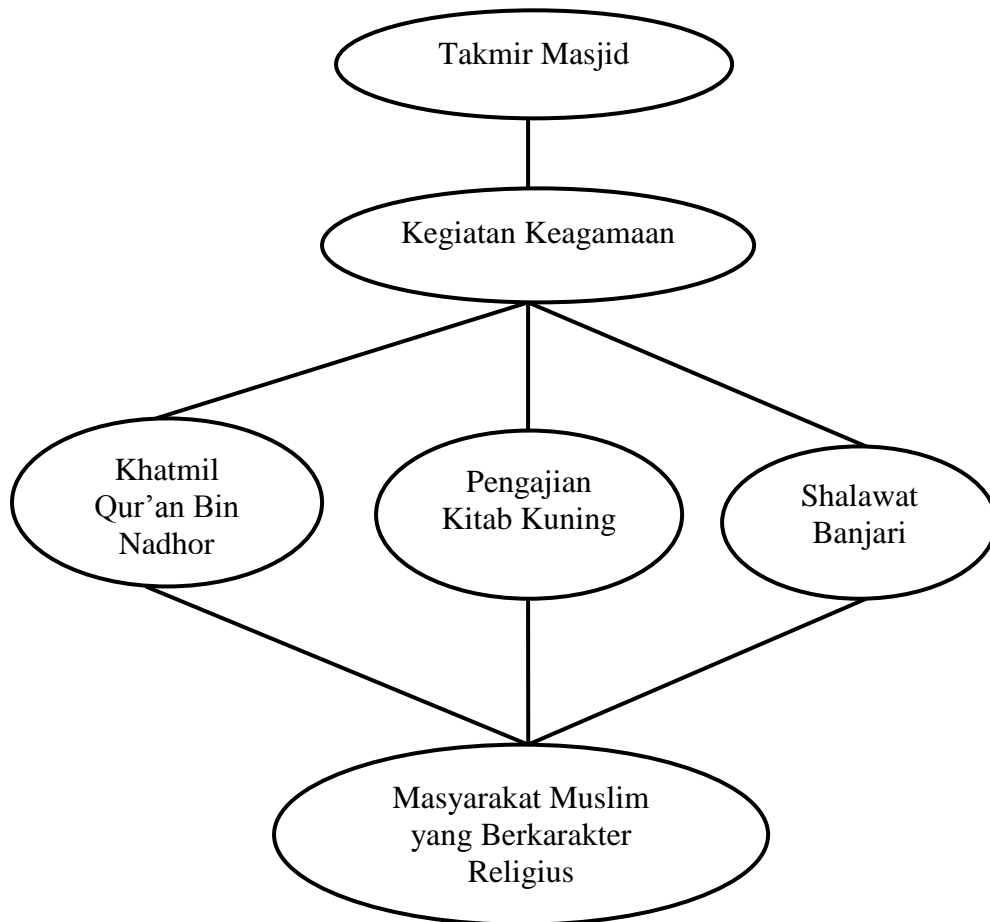 Takmir Masjid
Kegiatan Keagamaan
Khatmil
Qur’an Bin
Nadhor
Pengajian
Kitab Kuning
Shalawat
Banjari
Masyarakat Muslim
yang Berkarakter
Religius